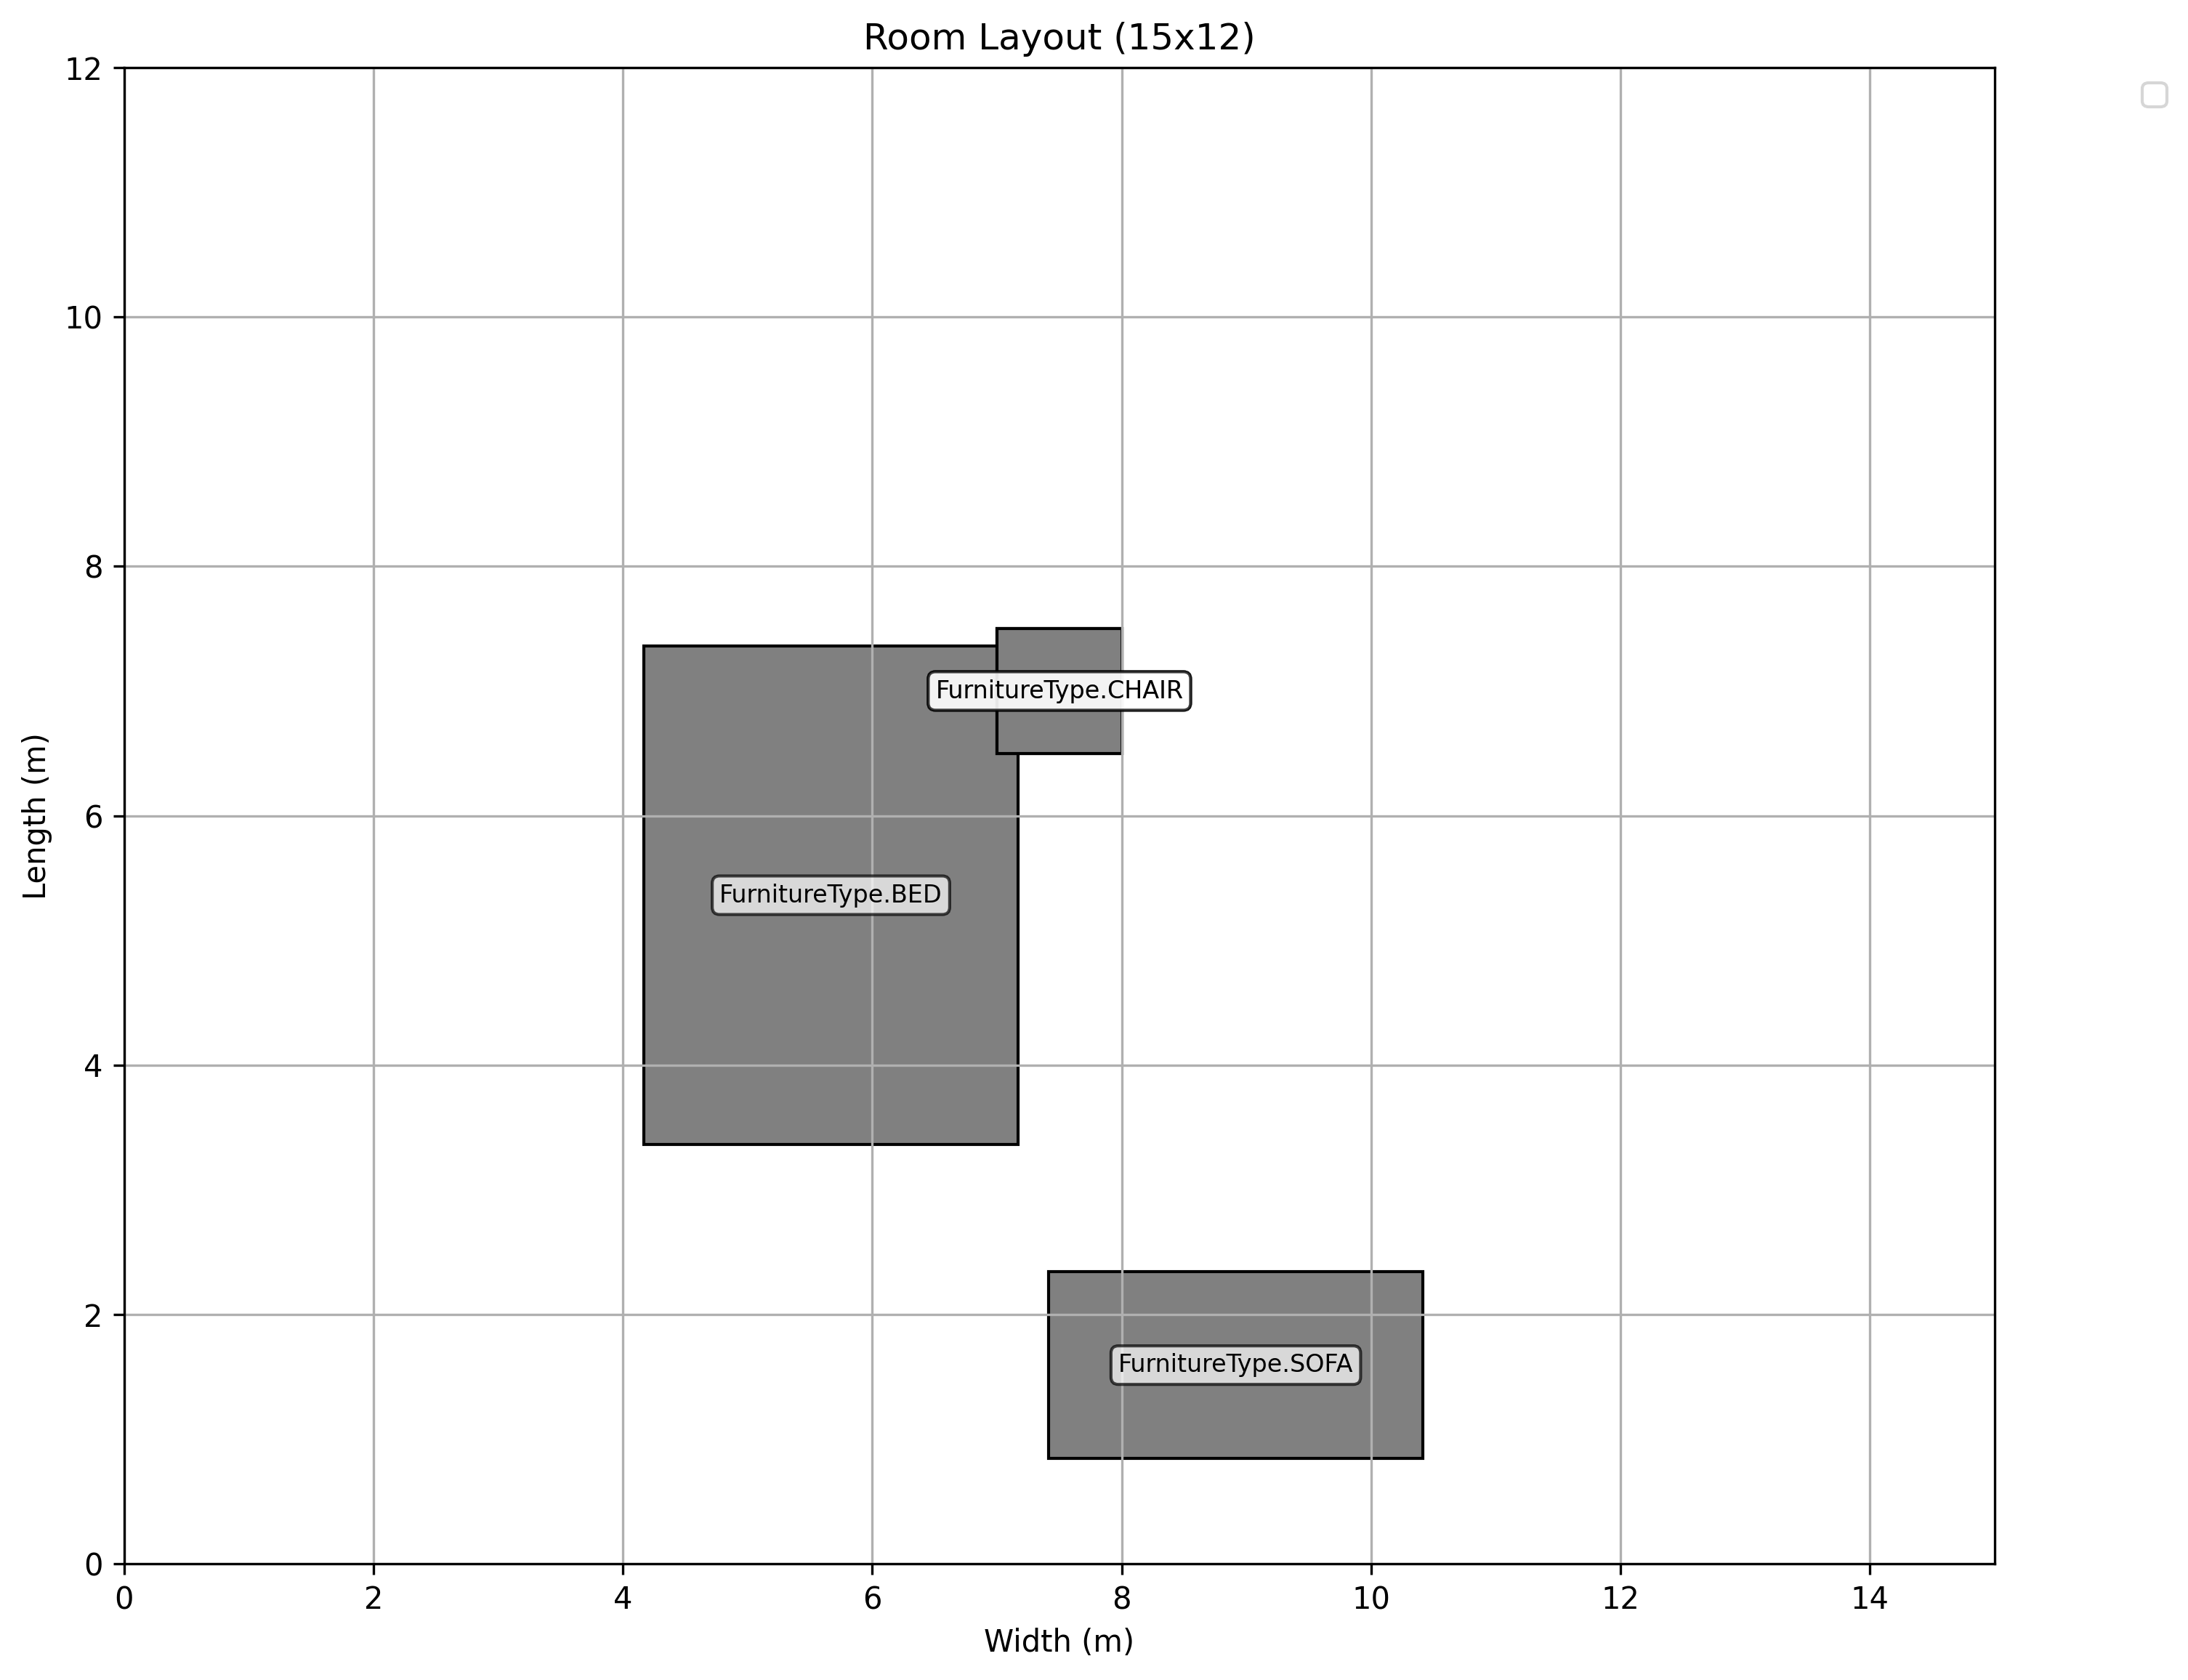 Room Layout (15x12)
12
10
8
6
4
2
0
Length (m)
FurnitureType.CHAIR
FurnitureType.BED
FurnitureType.SOFA
0 2 4 6 8 10 12 14
Width (m)